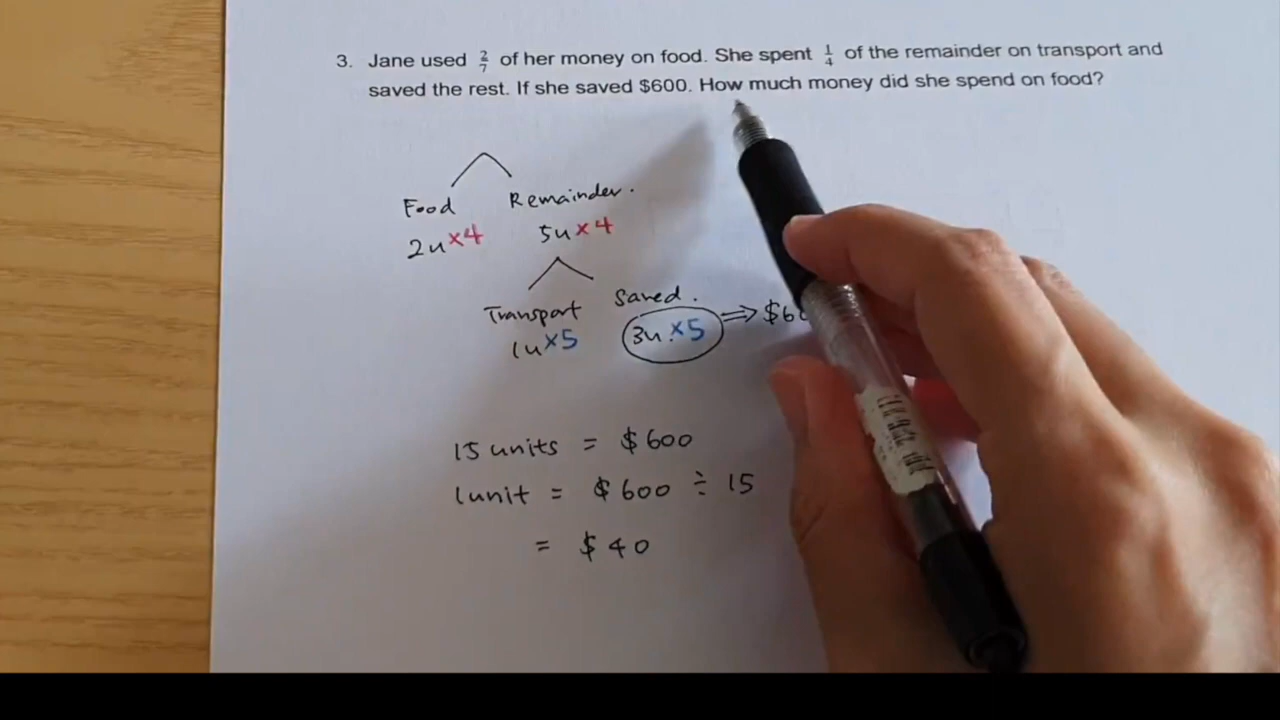 3. Jane used 2/7 of her money on food. She spent 1/4 of the remainder on transport and
saved the rest. If she saved $600. How much money did she spend on food?
Food Remainder.
2u×4 5u×4
Transport Saved.
1u×5 3u.×5 ⇒ $60
15 units = $600
1unit = $600 ÷ 15
= $40